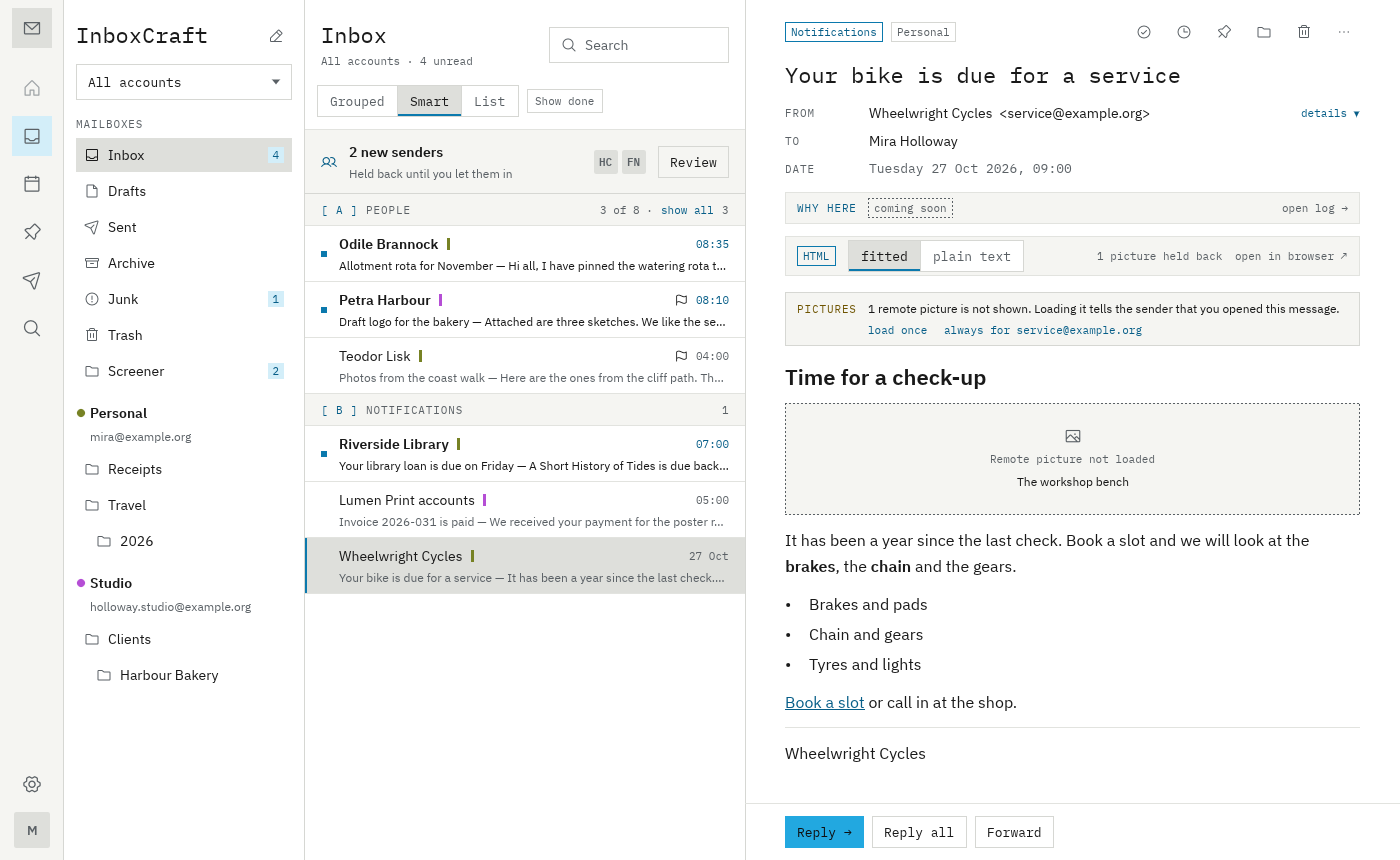 InboxCraft
All accounts
MAILBOXES
Inbox 4
Drafts
Sent
Archive
Junk 1
Trash
Screener 2
Personal
mira@example.org
Receipts
Travel
2026
Studio
holloway.studio@example.org
Clients
Harbour Bakery
M
Inbox
All accounts · 4 unread
Search
Grouped Smart List Show done
2 new senders
Held back until you let them in
HC FN Review
[ A ] PEOPLE 3 of 8 · show all 3
Odile Brannock 08:35
Allotment rota for November — Hi all, I have pinned the watering rota t…
Petra Harbour 08:10
Draft logo for the bakery — Attached are three sketches. We like the se…
Teodor Lisk 04:00
Photos from the coast walk — Here are the ones from the cliff path. Th…
[ B ] NOTIFICATIONS 1
Riverside Library 07:00
Your library loan is due on Friday — A Short History of Tides is due back…
Lumen Print accounts 05:00
Invoice 2026-031 is paid — We received your payment for the poster r…
Wheelwright Cycles 27 Oct
Your bike is due for a service — It has been a year since the last check.…
Notifications Personal
Your bike is due for a service
FROM Wheelwright Cycles <service@example.org> details ▾
TO Mira Holloway
DATE Tuesday 27 Oct 2026, 09:00
WHY HERE coming soon open log →
HTML fitted plain text 1 picture held back open in browser ↗
PICTURES 1 remote picture is not shown. Loading it tells the sender that you opened this message.
load once always for service@example.org
Time for a check-up
Remote picture not loaded
The workshop bench
It has been a year since the last check. Book a slot and we will look at the
brakes, the chain and the gears.
• Brakes and pads
• Chain and gears
• Tyres and lights
Book a slot or call in at the shop.
Wheelwright Cycles
Reply → Reply all Forward